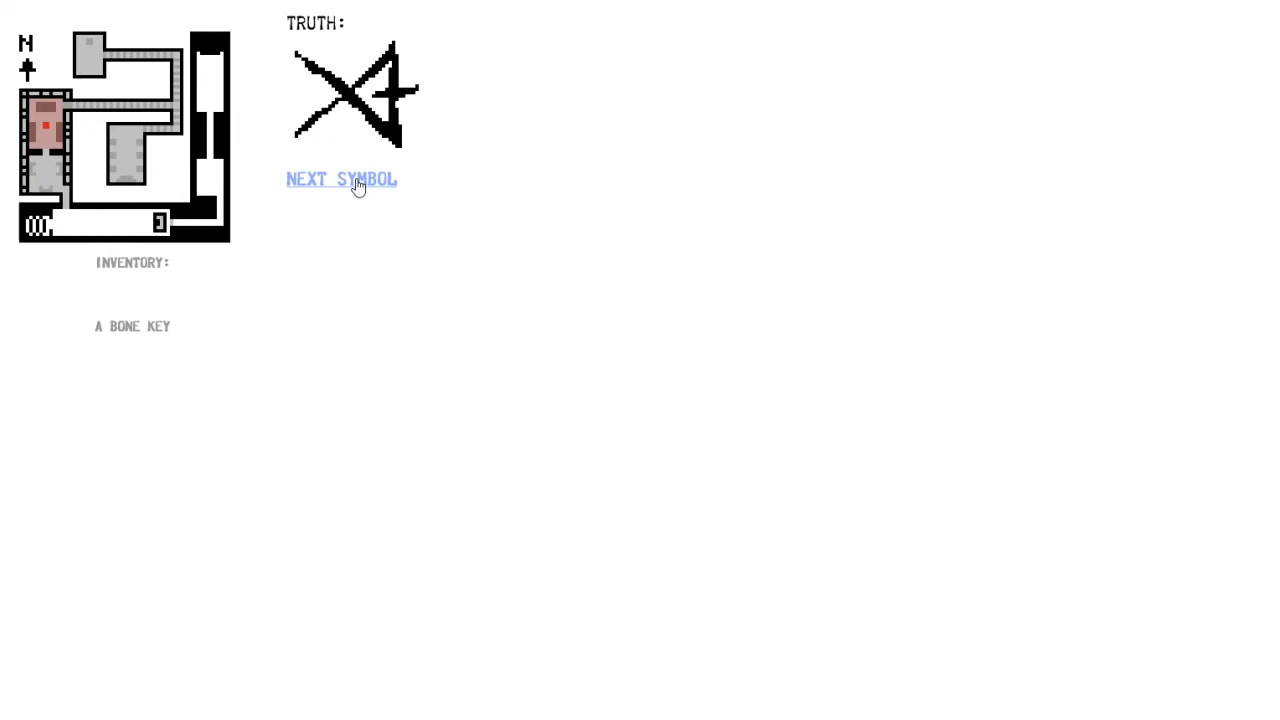 N
TRUTH:
NEXT SYMBOL
INVENTORY:
A BONE KEY